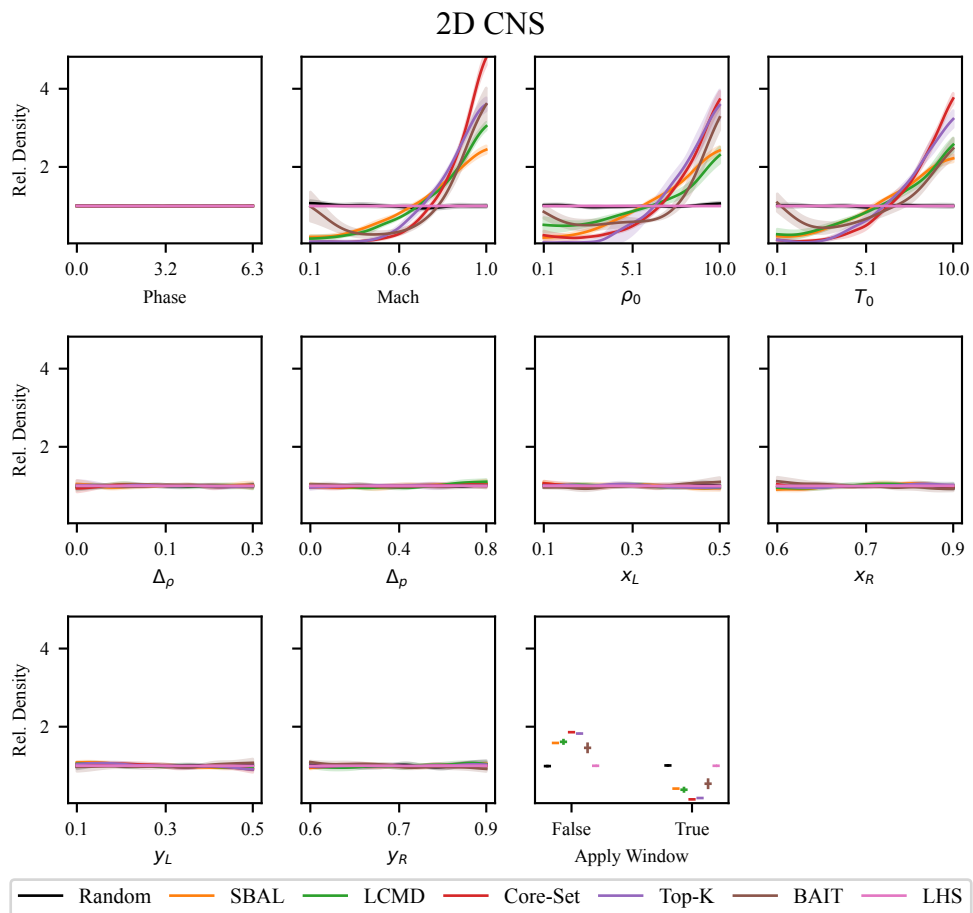 2D CNS
Rel. Density
4
2
0.0 3.2 6.3
Phase
0.1 0.6 1.0
Mach
0.1 5.1 10.0
ρ₀
0.1 5.1 10.0
T₀
Rel. Density
4
2
0.0 0.1 0.3
Δρ
0.0 0.4 0.8
Δp
0.1 0.3 0.5
x_L
0.6 0.7 0.9
x_R
Rel. Density
4
2
0.1 0.3 0.5
y_L
0.6 0.7 0.9
y_R
False True
Apply Window
Random SBAL LCMD Core-Set Top-K BAIT LHS